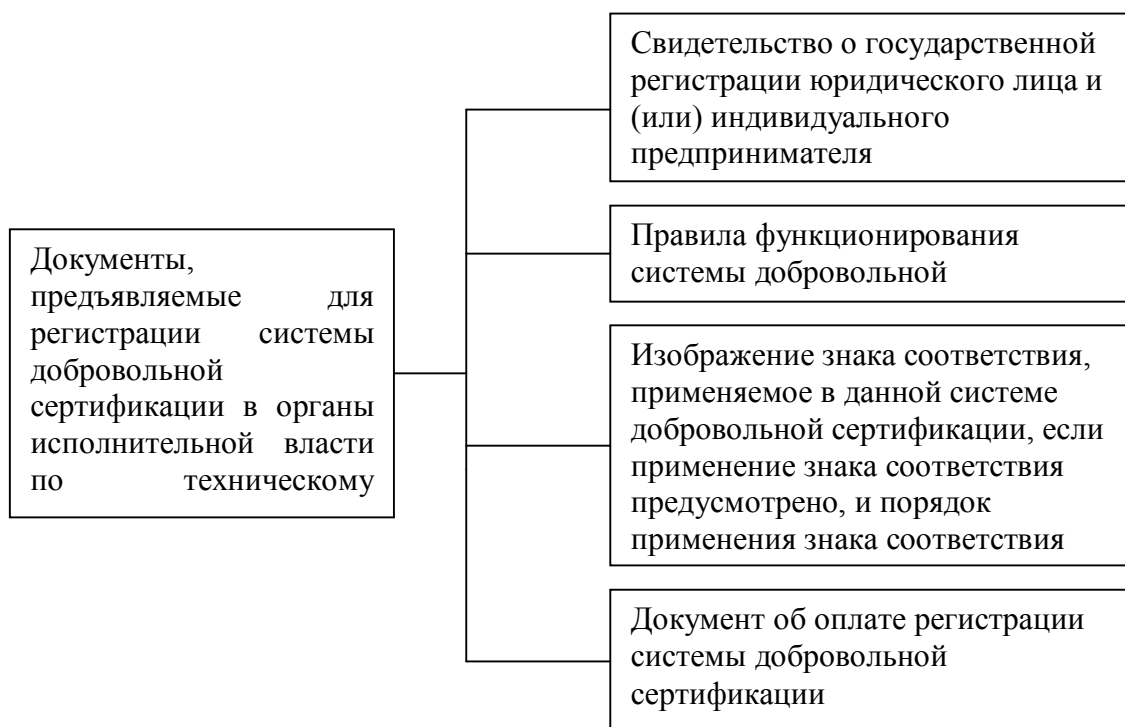 Документы,
предъявляемые для
регистрации системы
добровольной
сертификации в органы
исполнительной власти
по техническому
Свидетельство о государственной
регистрации юридического лица и
(или) индивидуального
предпринимателя
Правила функционирования
системы добровольной
Изображение знака соответствия,
применяемое в данной системе
добровольной сертификации, если
применение знака соответствия
предусмотрено, и порядок
применения знака соответствия
Документ об оплате регистрации
системы добровольной
сертификации